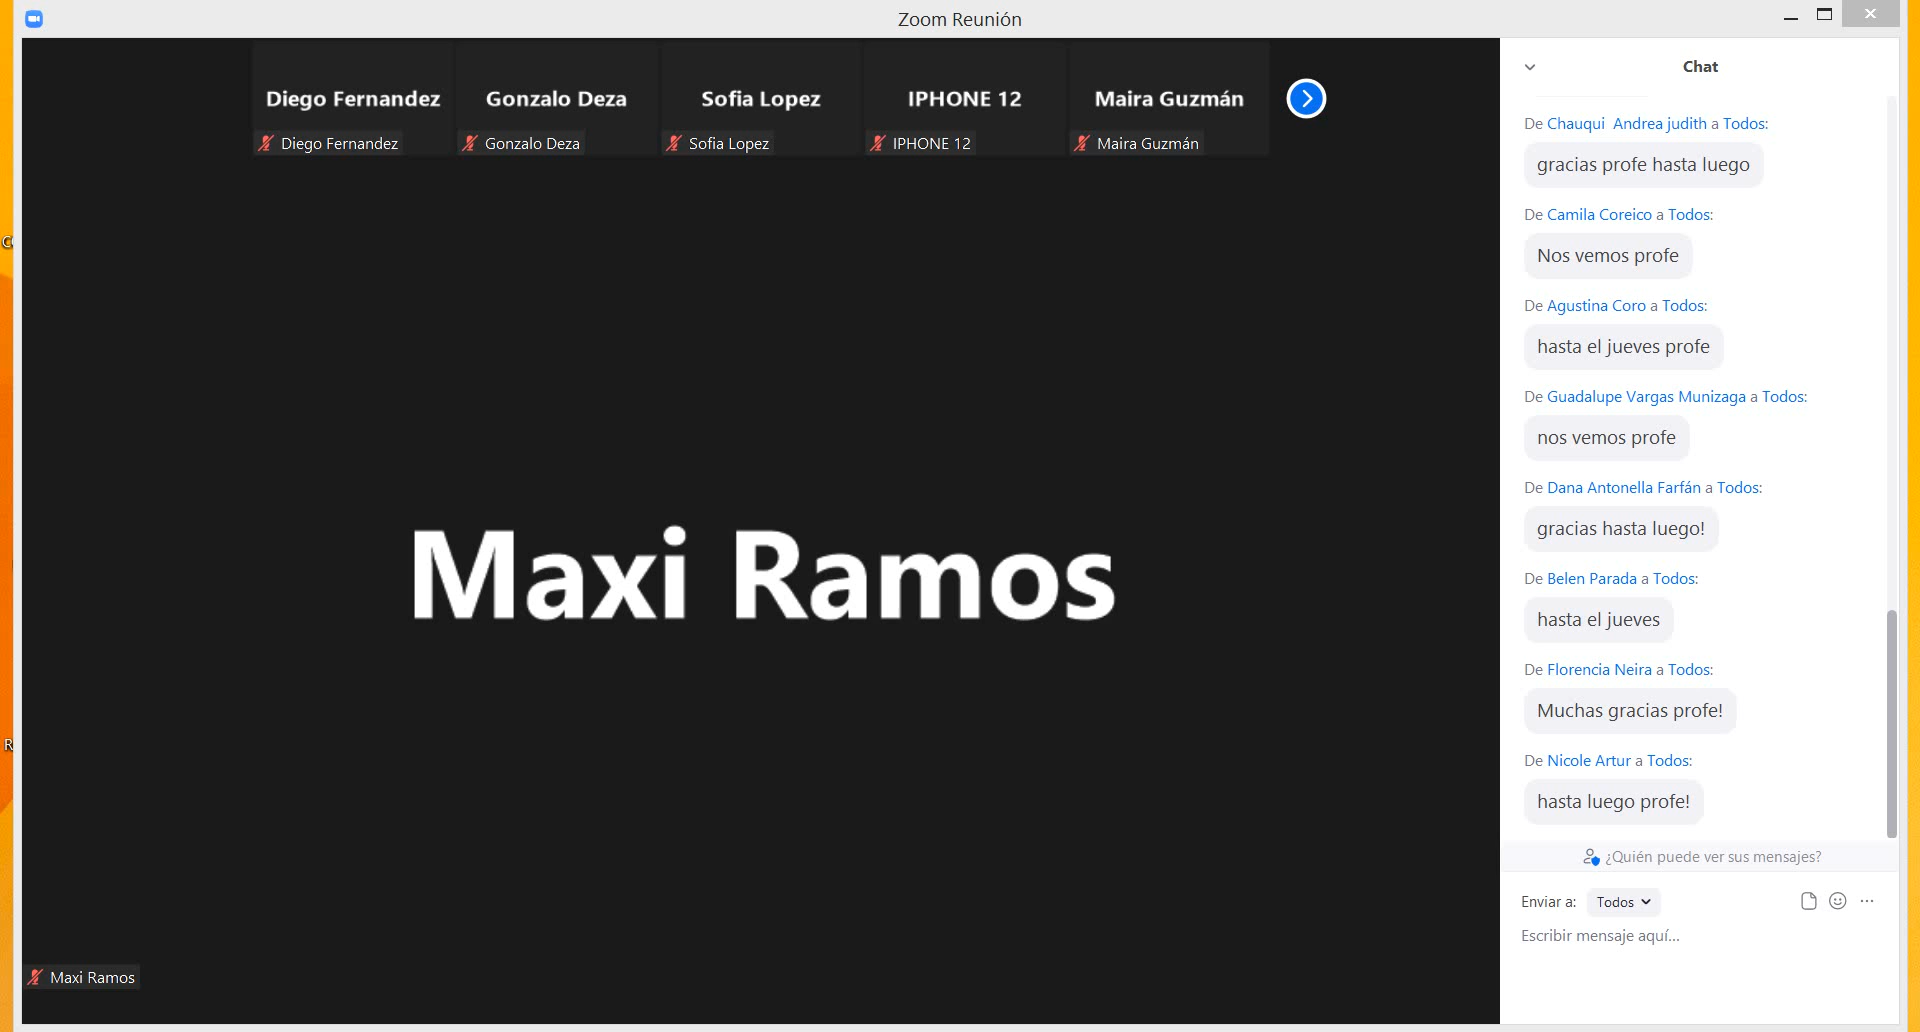 Zoom Reunión
Diego Fernandez
Gonzalo Deza
Sofia Lopez
IPHONE 12
Maira Guzmán
Diego Fernandez
Gonzalo Deza
Sofia Lopez
IPHONE 12
Maira Guzmán
Maxi Ramos
Maxi Ramos
Chat
De Chauqui Andrea judith a Todos:
gracias profe hasta luego
De Camila Coreico a Todos:
Nos vemos profe
De Agustina Coro a Todos:
hasta el jueves profe
De Guadalupe Vargas Munizaga a Todos:
nos vemos profe
De Dana Antonella Farfán a Todos:
gracias hasta luego!
De Belen Parada a Todos:
hasta el jueves
De Florencia Neira a Todos:
Muchas gracias profe!
De Nicole Artur a Todos:
hasta luego profe!
¿Quién puede ver sus mensajes?
Enviar a: Todos
Escribir mensaje aquí...